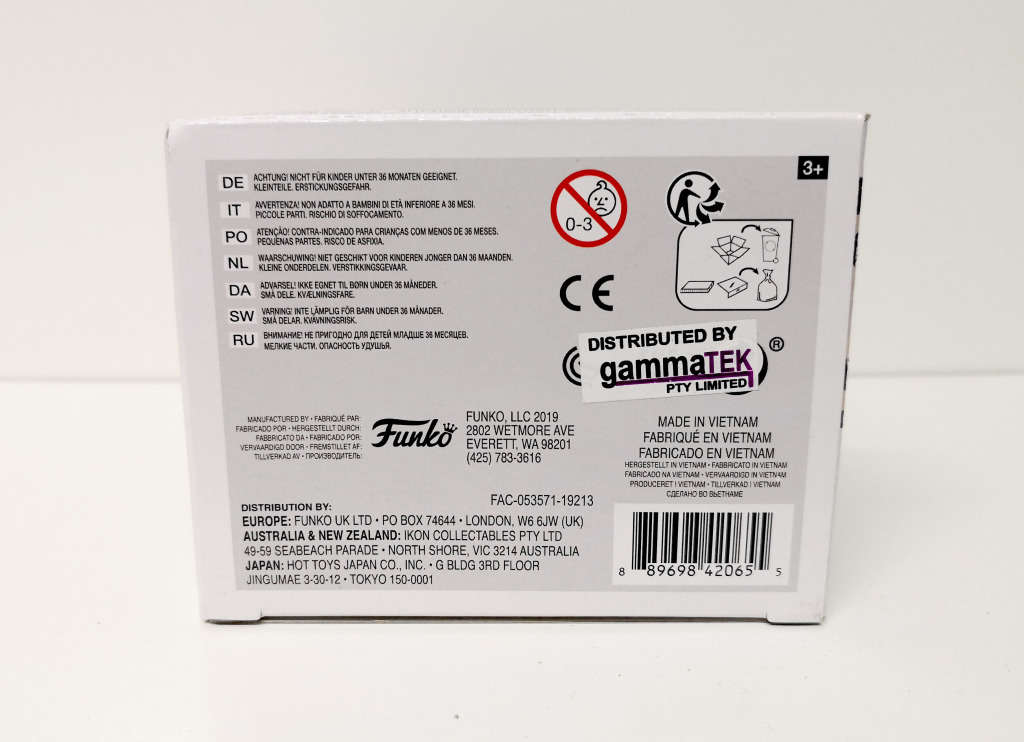 DE ACHTUNG! NICHT FÜR KINDER UNTER 36 MONATEN GEEIGNET.
KLEINTEILE. ERSTICKUNGSGEFAHR.
IT AVVERTENZA! NON ADATTO A BAMBINI DI ETÀ INFERIORE A 36 MESI.
PICCOLE PARTI. RISCHIO DI SOFFOCAMENTO.
PO ATENÇÃO! CONTRA-INDICADO PARA CRIANÇAS COM MENOS DE 36 MESES.
PEQUENAS PARTES. RISCO DE ASFIXIA.
NL WAARSCHUWING! NIET GESCHIKT VOOR KINDEREN JONGER DAN 36 MAANDEN.
KLEINE ONDERDELEN. VERSTIKKINGSGEVAAR.
DA ADVARSEL! IKKE EGNET TIL BØRN UNDER 36 MÅNEDER.
SMÅ DELE. KVÆLNINGSFARE.
SW VARNING! INTE LÄMPLIG FÖR BARN UNDER 36 MÅNADER.
SMÅ DELAR. KVÄVNINGSRISK.
RU ВНИМАНИЕ! НЕ ПРИГОДНО ДЛЯ ДЕТЕЙ МЛАДШЕ 36 МЕСЯЦЕВ.
МЕЛКИЕ ЧАСТИ. ОПАСНОСТЬ УДУШЬЯ.
3+
0-3
CE
DISTRIBUTED BY
gammaTEK
PTY LIMITED
®
MANUFACTURED BY • FABRIQUÉ PAR:
FABRICADO POR • HERGESTELLT DURCH:
FABBRICATO DA • FABRICADO POR:
VERVAARDIGD DOOR • FREMSTILLET AF:
TILLVERKAD AV • ПРОИЗВОДИТЕЛЬ:
Funko
FUNKO, LLC 2019
2802 WETMORE AVE
EVERETT, WA 98201
(425) 783-3616
MADE IN VIETNAM
FABRIQUÉ EN VIETNAM
FABRICADO EN VIETNAM
HERGESTELLT IN VIETNAM • FABBRICATO IN VIETNAM
FABRICADO NA VIETNAM • VERVAARDIGD IN VIETNAM
PRODUCERET I VIETNAM • TILLVERKAD I VIETNAM
СДЕЛАНО ВО ВЬЕТНАМЕ
FAC-053571-19213
DISTRIBUTION BY:
EUROPE: FUNKO UK LTD • PO BOX 74644 • LONDON, W6 6JW (UK)
AUSTRALIA & NEW ZEALAND: IKON COLLECTABLES PTY LTD
49-59 SEABEACH PARADE • NORTH SHORE, VIC 3214 AUSTRALIA
JAPAN: HOT TOYS JAPAN CO., INC. • G BLDG 3RD FLOOR
JINGUMAE 3-30-12 • TOKYO 150-0001
8 89698 42065 5